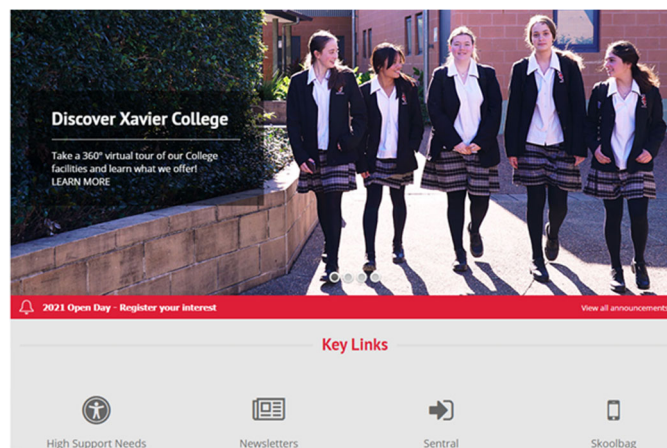 Discover Xavier College
Take a 360° virtual tour of our College
facilities and learn what we offer!
LEARN MORE
2021 Open Day - Register your interest
View all announcements
Key Links
High Support Needs
Newsletters
Sentral
Skoolbag